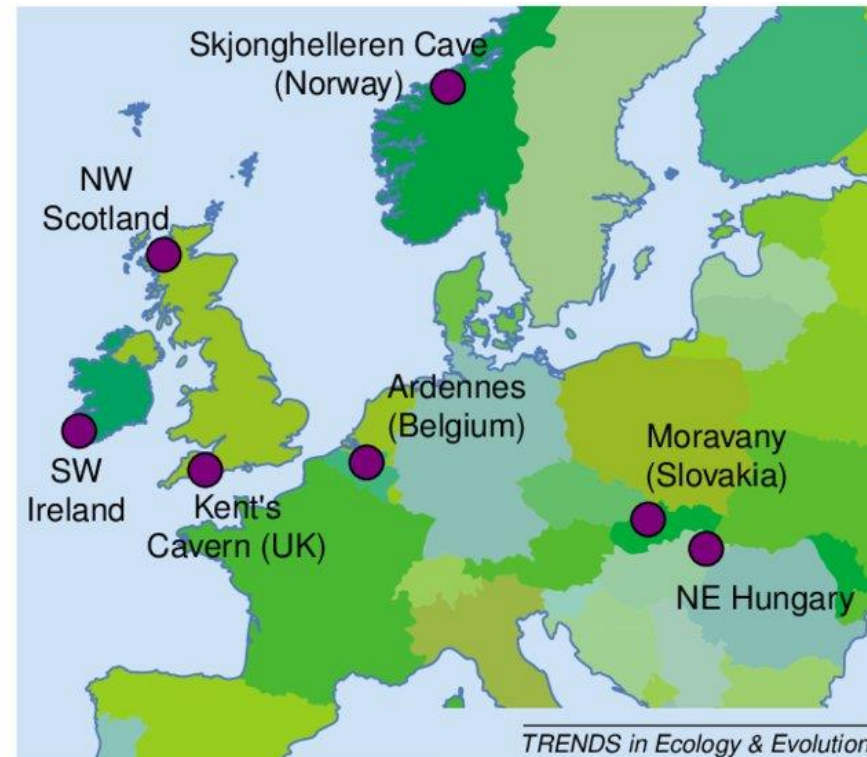 Skjonghelleren Cave
(Norway)
NW
Scotland
Ardennes
(Belgium)
Moravany
(Slovakia)
SW
Ireland
Kent's
Cavern (UK)
NE Hungary
TRENDS in Ecology & Evolution